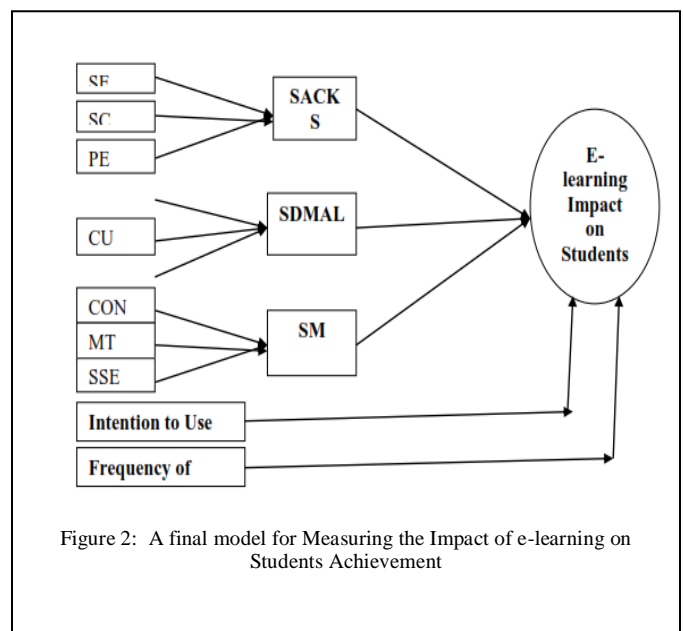 SC
PE
CU
CON
MT
SSE
Intention to Use
Frequency of
SACK
S
SDMAL
SM
E-
learning
Impact
on
Students
Figure 2: A final model for Measuring the Impact of e-learning on
Students Achievement